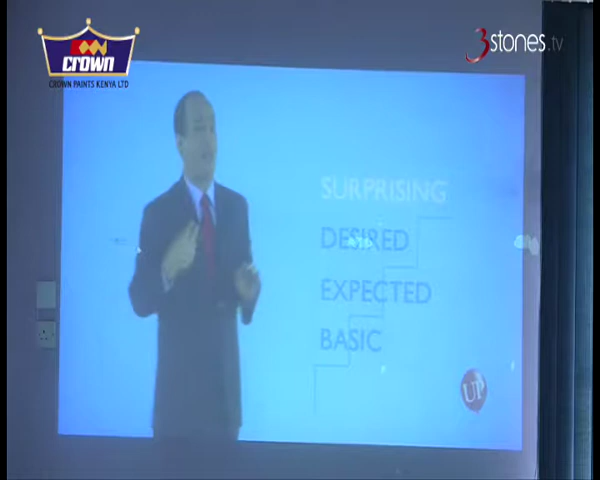 CROWN
CROWN PAINTS KENYA LTD
3stones.tv
SURPRISING
DESIRED
EXPECTED
BASIC
UP